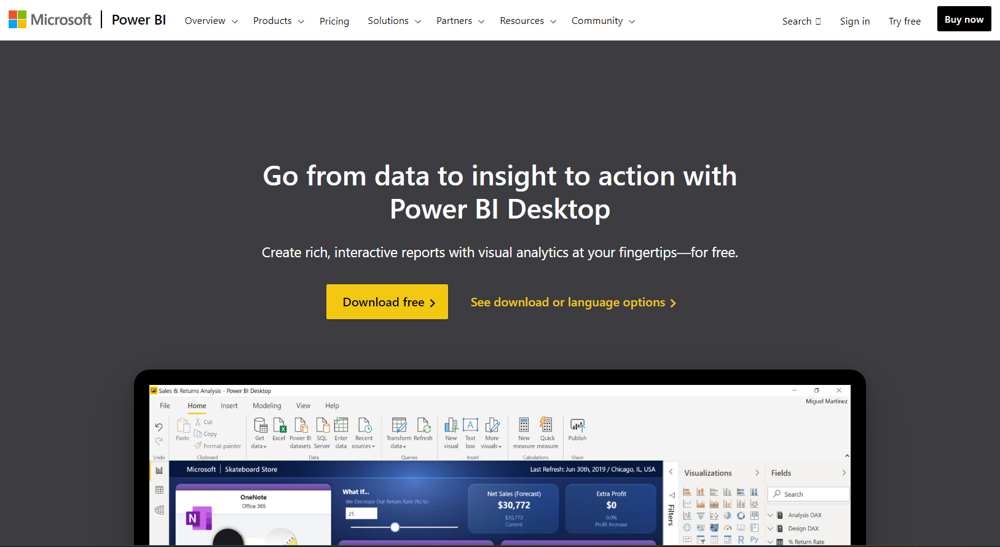 Microsoft Power BI Overview Products Pricing Solutions Partners Resources Community Search Sign in Try free Buy now
Go from data to insight to action with
Power BI Desktop
Create rich, interactive reports with visual analytics at your fingertips—for free.
Download free See download or language options
Sales & Returns Analysis - Power BI Desktop
Miguel Martinez
File Home Insert Modeling View Help
Undo
Paste
Cut
Copy
Format painter
Clipboard
Get data
Excel
Power BI datasets
SQL Server
Enter data
Recent sources
Data
Transform data
Refresh
Queries
New visual
Text box
More visuals
Insert
New measure
Quick measure
Calculations
Publish
Share
Microsoft Skateboard Store
Last Refresh: Jun 30th, 2019 / Chicago, IL, USA
OneNote
Office 365
N
What If...
We Decrease Our Return Rate (%) to:
25
Net Sales (Forecast)
$30,772
$30,772
Current
Extra Profit
$0
0.0%
Profit Increase
Filters
Visualizations
R Py
Fields
Search
Analysis DAX
Design DAX
% Return Rate